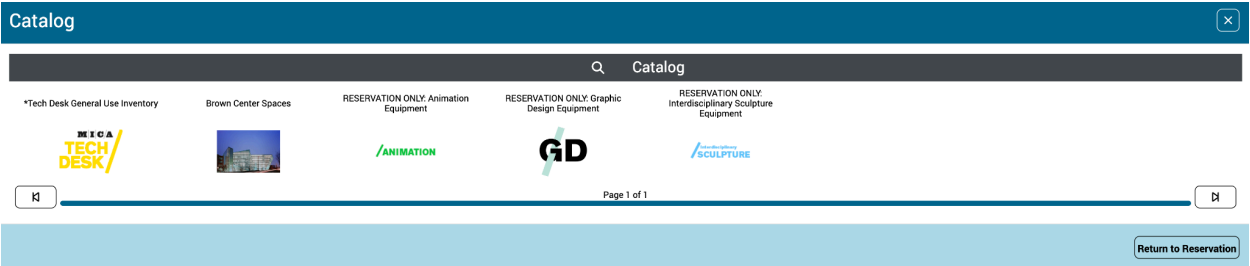 Catalog
Catalog
*Tech Desk General Use Inventory
Brown Center Spaces
RESERVATION ONLY: Animation
Equipment
RESERVATION ONLY: Graphic
Design Equipment
RESERVATION ONLY:
Interdisciplinary Sculpture
Equipment
MICA
TECH
DESK
/ANIMATION
GD
interdisciplinary
SCULPTURE
Page 1 of 1
Return to Reservation